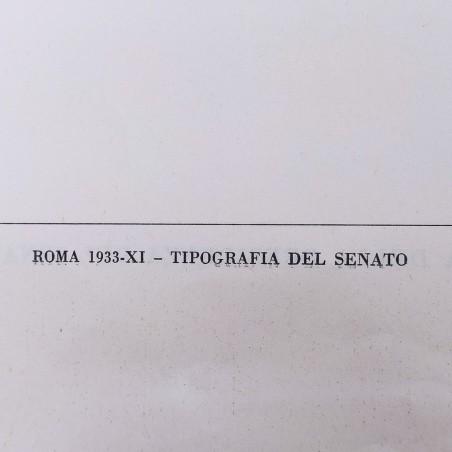 ROMA 1933-XI – TIPOGRAFIA DEL SENATO